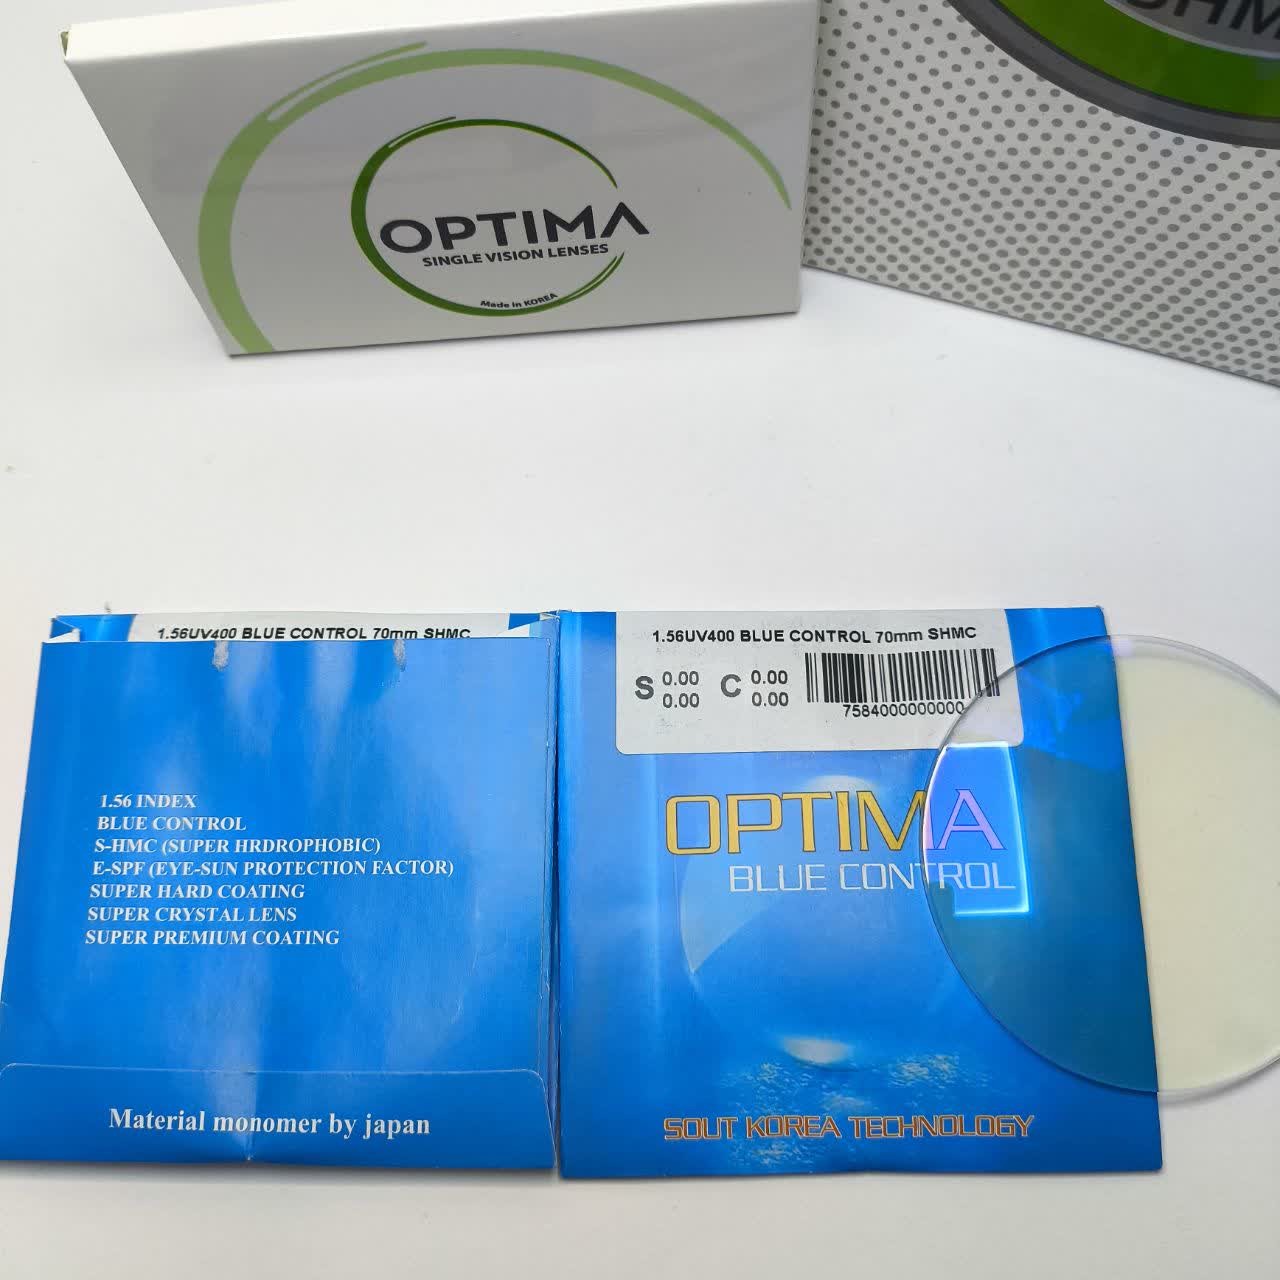 OPTIMA
SINGLE VISION LENSES
Made in KOREA
SHM
1.56UV400 BLUE CONTROL 70mm SHMC
1.56 INDEX
BLUE CONTROL
S-HMC (SUPER HRDROPHOBIC)
E-SPF (EYE-SUN PROTECTION FACTOR)
SUPER HARD COATING
SUPER CRYSTAL LENS
SUPER PREMIUM COATING
Material monomer by japan
1.56UV400 BLUE CONTROL 70mm SHMC
S 0.00 C 0.00
0.00 0.00
7584000000000
OPTIMA
BLUE CONTROL
SOUT KOREA TECHNOLOGY